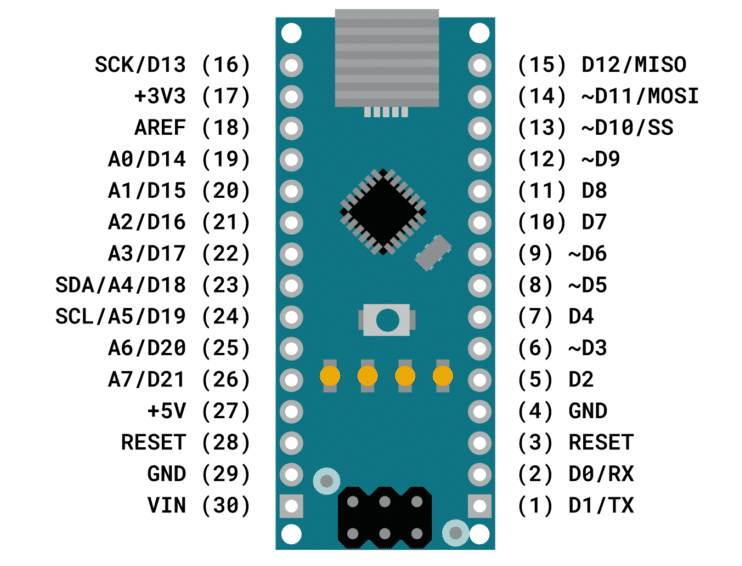 SCK/D13 (16)
+3V3 (17)
AREF (18)
A0/D14 (19)
A1/D15 (20)
A2/D16 (21)
A3/D17 (22)
SDA/A4/D18 (23)
SCL/A5/D19 (24)
A6/D20 (25)
A7/D21 (26)
+5V (27)
RESET (28)
GND (29)
VIN (30)
(15) D12/MISO
(14) ~D11/MOSI
(13) ~D10/SS
(12) ~D9
(11) D8
(10) D7
(9) ~D6
(8) ~D5
(7) D4
(6) ~D3
(5) D2
(4) GND
(3) RESET
(2) D0/RX
(1) D1/TX